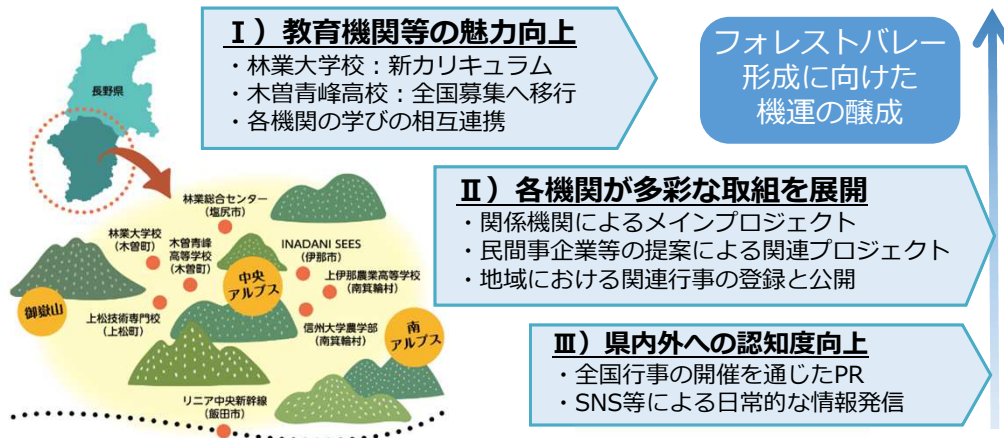 Ⅰ）教育機関等の魅力向上
・林業大学校：新カリキュラム
・木曽青峰高校：全国募集へ移行
・各機関の学びの相互連携
フォレストバレー
形成に向けた
機運の醸成
Ⅱ）各機関が多彩な取組を展開
・関係機関によるメインプロジェクト
・民間事企業等の提案による関連プロジェクト
・地域における関連行事の登録と公開
Ⅲ）県内外への認知度向上
・全国行事の開催を通じたPR
・SNS等による日常的な情報発信
長野県
林業総合センター
（塩尻市）
林業大学校
（木曽町）
木曽青峰
高等学校
（木曽町）
INADANI SEES
（伊那市）
中央
アルプス
上伊那農業高等学校
（南箕輪村）
御嶽山
上松技術専門校
（上松町）
信州大学農学部
（南箕輪村）
南
アルプス
リニア中央新幹線
（飯田市）